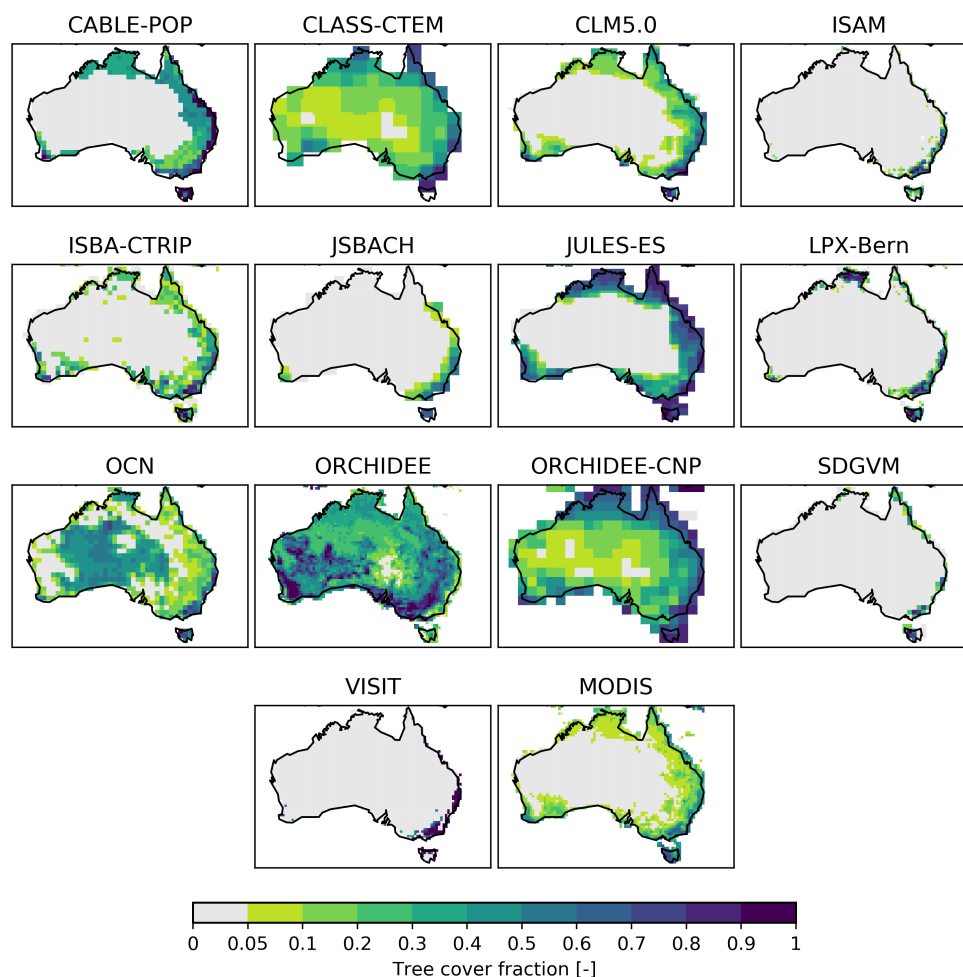 CABLE-POP CLASS-CTEM CLM5.0 ISAM
ISBA-CTRIP JSBACH JULES-ES LPX-Bern
OCN ORCHIDEE ORCHIDEE-CNP SDGVM
VISIT MODIS
0 0.05 0.1 0.2 0.3 0.4 0.5 0.6 0.7 0.8 0.9 1
Tree cover fraction [-]